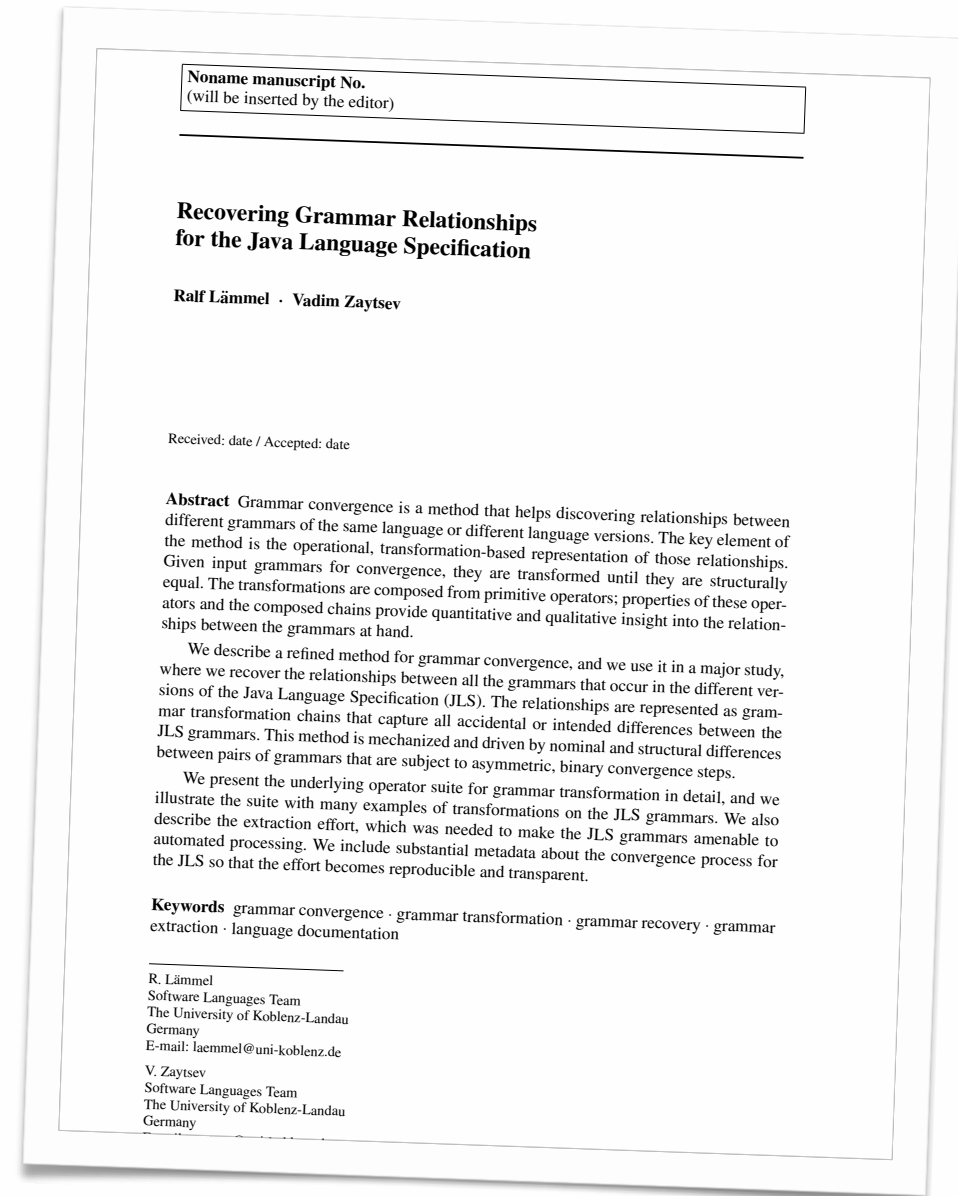 Noname manuscript No.
(will be inserted by the editor)
Recovering Grammar Relationships
for the Java Language Specification
Ralf Lämmel · Vadim Zaytsev
Received: date / Accepted: date
Abstract Grammar convergence is a method that helps discovering relationships between
different grammars of the same language or different language versions. The key element of
the method is the operational, transformation-based representation of those relationships.
Given input grammars for convergence, they are transformed until they are structurally
equal. The transformations are composed from primitive operators; properties of these oper-
ators and the composed chains provide quantitative and qualitative insight into the relation-
ships between the grammars at hand.
We describe a refined method for grammar convergence, and we use it in a major study,
where we recover the relationships between all the grammars that occur in the different ver-
sions of the Java Language Specification (JLS). The relationships are represented as gram-
mar transformation chains that capture all accidental or intended differences between the
JLS grammars. This method is mechanized and driven by nominal and structural differences
between pairs of grammars that are subject to asymmetric, binary convergence steps.
We present the underlying operator suite for grammar transformation in detail, and we
illustrate the suite with many examples of transformations on the JLS grammars. We also
describe the extraction effort, which was needed to make the JLS grammars amenable to
automated processing. We include substantial metadata about the convergence process for
the JLS so that the effort becomes reproducible and transparent.
Keywords grammar convergence · grammar transformation · grammar recovery · grammar
extraction · language documentation
R. Lämmel
Software Languages Team
The University of Koblenz-Landau
Germany
E-mail: laemmel@uni-koblenz.de
V. Zaytsev
Software Languages Team
The University of Koblenz-Landau
Germany